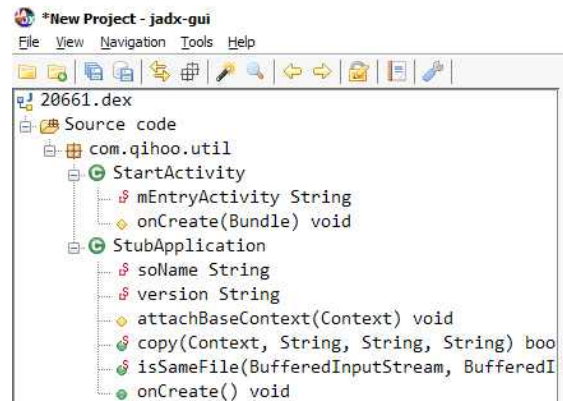 *New Project - jadx-gui
File View Navigation Tools Help
20661.dex
Source code
com.qihoo.util
StartActivity
mEntryActivity String
onCreate(Bundle) void
StubApplication
soName String
version String
attachBaseContext(Context) void
copy(Context, String, String, String) boo
isSameFile(BufferedInputStream, BufferedI
onCreate() void